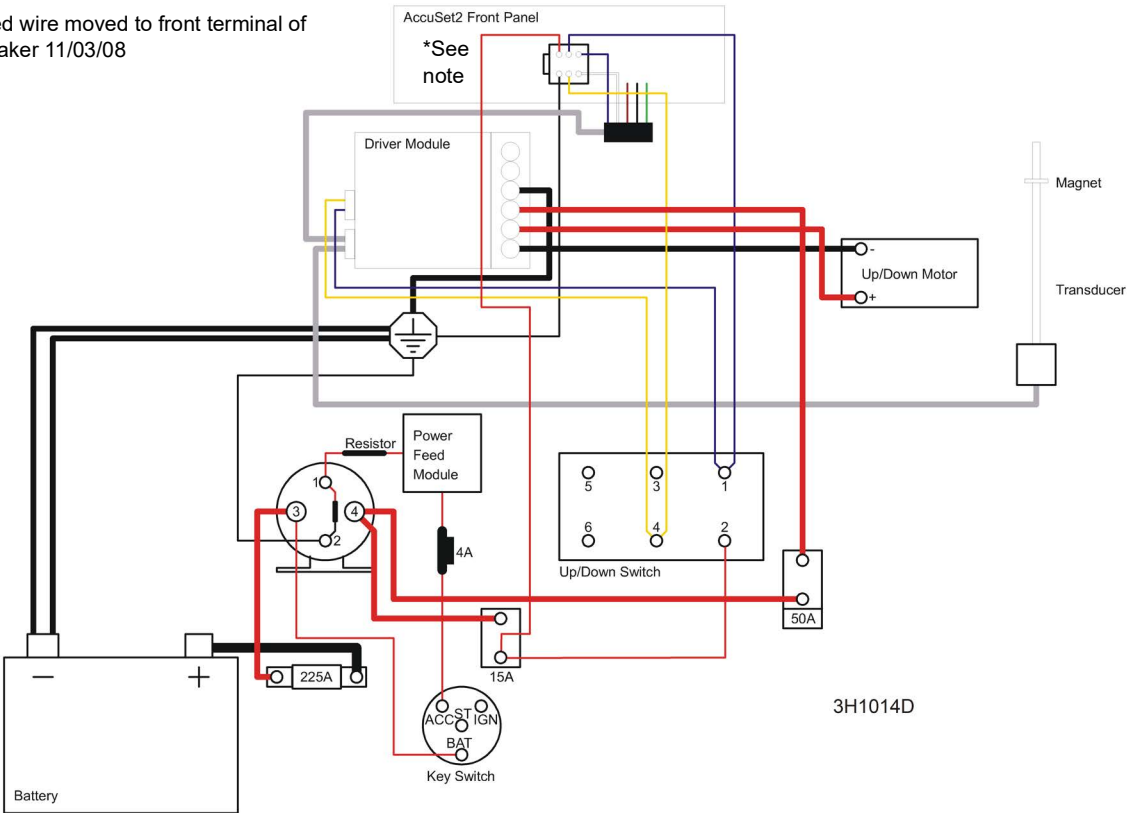 ed wire moved to front terminal of
aker 11/03/08
AccuSet2 Front Panel
*See
note
Driver Module
Magnet
-
Up/Down Motor
+
Transducer
Resistor
Power
Feed
Module
1
3
4
2
4A
5
3
1
6
4
2
Up/Down Switch
50A
15A
225A
ACC
ST
IGN
BAT
Key Switch
3H1014D
—
+
Battery